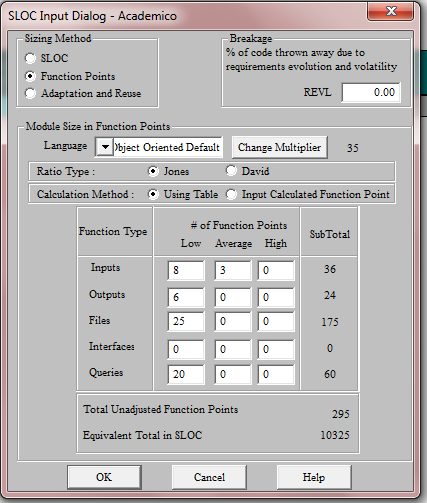 SLOC Input Dialog - Academico
Sizing Method
SLOC
Function Points
Adaptation and Reuse
Breakage
% of code thrown away due to
requirements evolution and volatility
REVL 0.00
Module Size in Function Points
Language Object Oriented Default Change Multiplier 35
Ratio Type : Jones David
Calculation Method : Using Table Input Calculated Function Point
Function Type # of Function Points SubTotal
Low Average High
Inputs 8 3 0 36
Outputs 6 0 0 24
Files 25 0 0 175
Interfaces 0 0 0 0
Queries 20 0 0 60
Total Unadjusted Function Points 295
Equivalent Total in SLOC 10325
OK Cancel Help